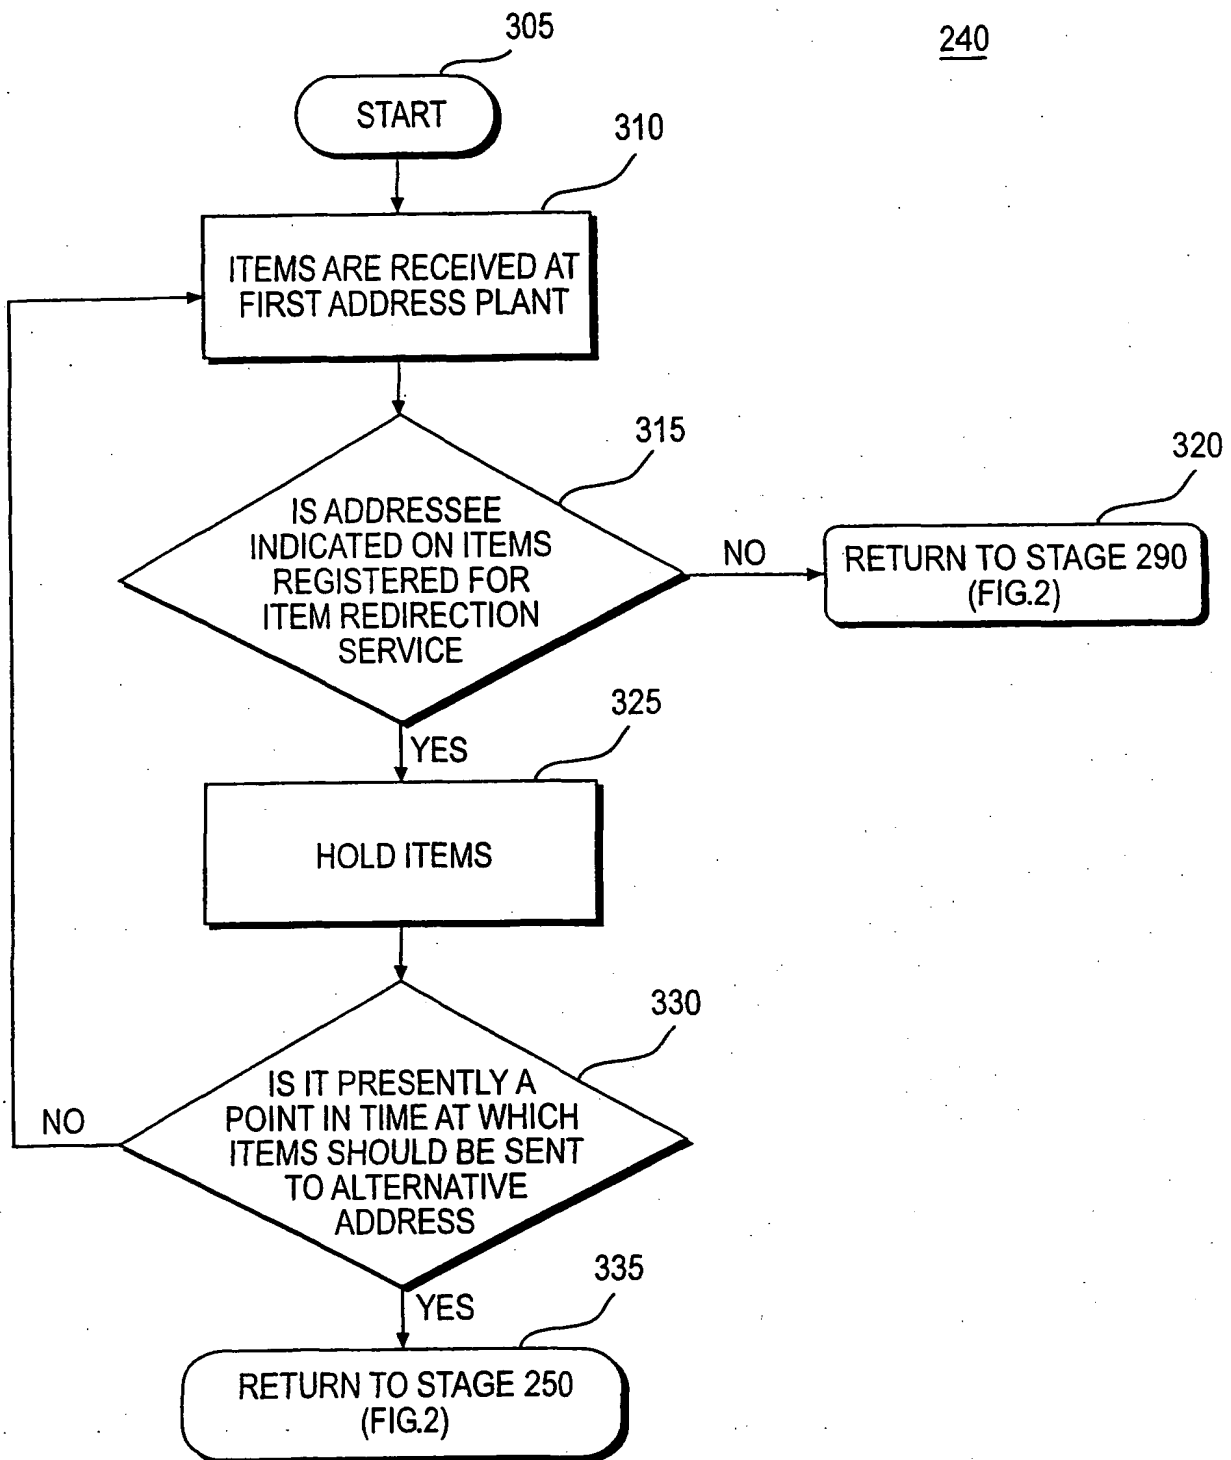 305
240
START
310
ITEMS ARE RECEIVED AT
FIRST ADDRESS PLANT
315
IS ADDRESSEE
INDICATED ON ITEMS
REGISTERED FOR
ITEM REDIRECTION
SERVICE
NO
320
RETURN TO STAGE 290
(FIG.2)
YES
325
HOLD ITEMS
330
IS IT PRESENTLY A
POINT IN TIME AT WHICH
ITEMS SHOULD BE SENT
TO ALTERNATIVE
ADDRESS
NO
YES
335
RETURN TO STAGE 250
(FIG.2)